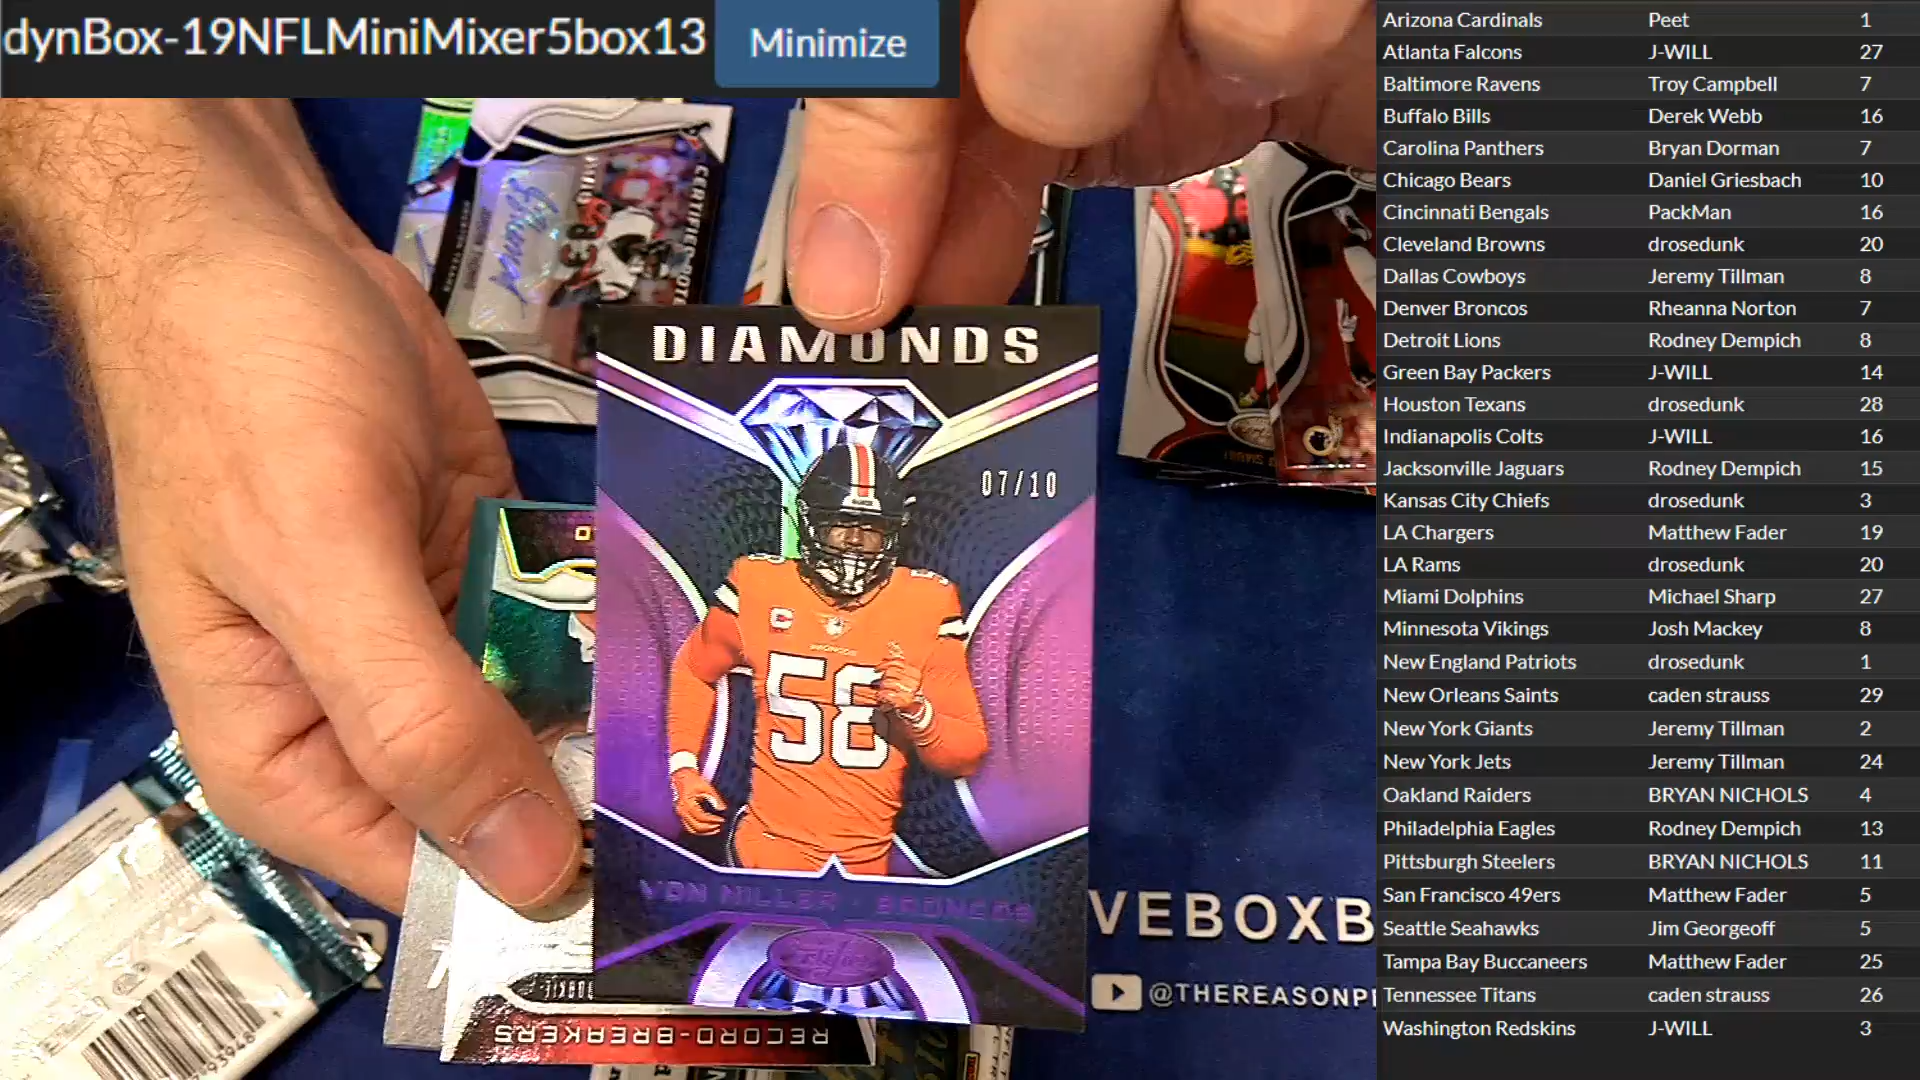 dynBox-19NFLMiniMixer5box13
Minimize
Arizona Cardinals Peet 1
Atlanta Falcons J-WILL 27
Baltimore Ravens Troy Campbell 7
Buffalo Bills Derek Webb 16
Carolina Panthers Bryan Dorman 7
Chicago Bears Daniel Griesbach 10
Cincinnati Bengals PackMan 16
Cleveland Browns drosedunk 20
Dallas Cowboys Jeremy Tillman 8
Denver Broncos Rheanna Norton 7
Detroit Lions Rodney Dempich 8
Green Bay Packers J-WILL 14
Houston Texans drosedunk 28
Indianapolis Colts J-WILL 16
Jacksonville Jaguars Rodney Dempich 15
Kansas City Chiefs drosedunk 3
LA Chargers Matthew Fader 19
LA Rams drosedunk 20
Miami Dolphins Michael Sharp 27
Minnesota Vikings Josh Mackey 8
New England Patriots drosedunk 1
New Orleans Saints caden strauss 29
New York Giants Jeremy Tillman 2
New York Jets Jeremy Tillman 24
Oakland Raiders BRYAN NICHOLS 4
Philadelphia Eagles Rodney Dempich 13
Pittsburgh Steelers BRYAN NICHOLS 11
San Francisco 49ers Matthew Fader 5
Seattle Seahawks Jim Georgeoff 5
Tampa Bay Buccaneers Matthew Fader 25
Tennessee Titans caden strauss 26
Washington Redskins J-WILL 3
DIAMONDS
07/10
58
C
VON MILLER - BRONCOS
RECORD-BREAKERS
VEBOXB
@THEREASONPR